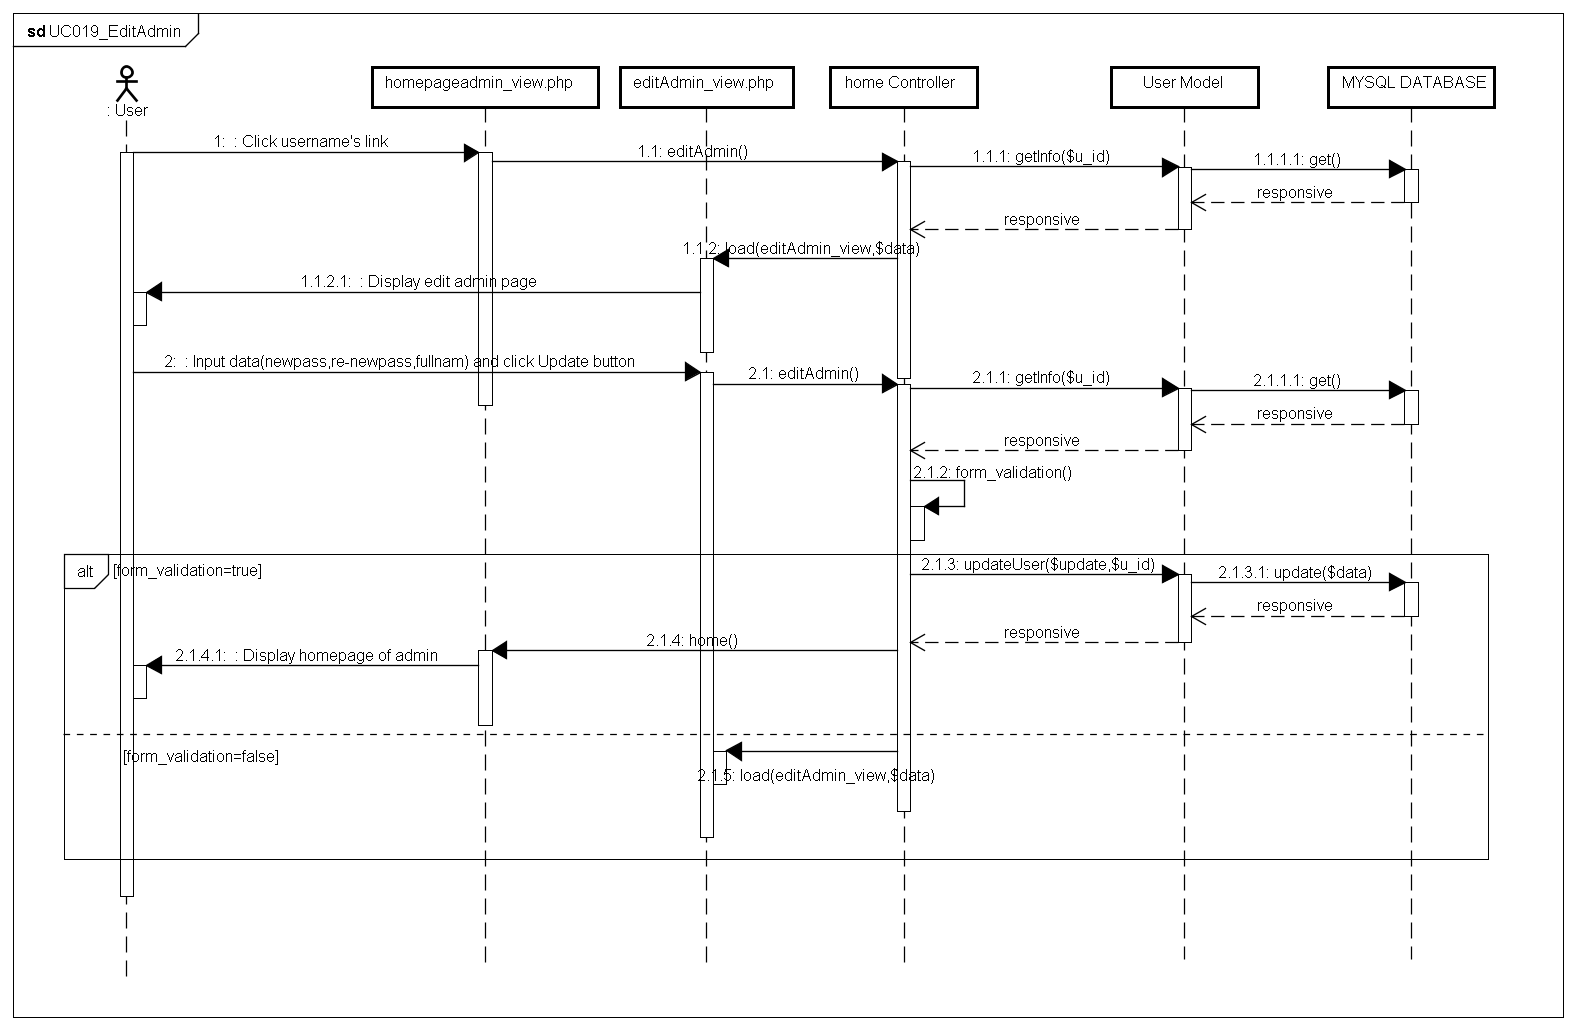 sd UC019_EditAdmin
: User
homepageadmin_view.php
editAdmin_view.php
home Controller
User Model
MYSQL DATABASE
1:  : Click username's link
1.1: editAdmin()
1.1.1: getInfo($u_id)
1.1.1.1: get()
responsive
responsive
1.1.2: load(editAdmin_view,$data)
1.1.2.1:  : Display edit admin page
2:  : Input data(newpass,re-newpass,fullnam) and click Update button
2.1: editAdmin()
2.1.1: getInfo($u_id)
2.1.1.1: get()
responsive
responsive
2.1.2: form_validation()
alt
[form_validation=true]
2.1.3: updateUser($update,$u_id)
2.1.3.1: update($data)
responsive
responsive
2.1.4: home()
2.1.4.1:  : Display homepage of admin
[form_validation=false]
2.1.5: load(editAdmin_view,$data)